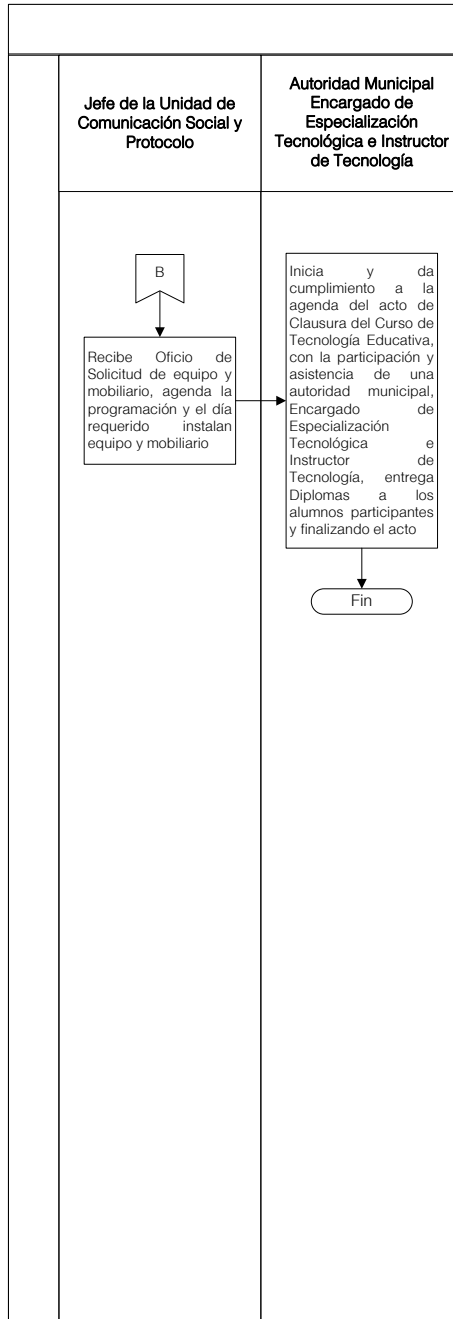 Jefe de la Unidad de
Comunicación Social y
Protocolo
Autoridad Municipal
Encargado de
Especialización
Tecnológica e Instructor
de Tecnología
B
Recibe Oficio de
Solicitud de equipo y
mobiliario, agenda la
programación y el día
requerido instalan
equipo y mobiliario
Inicia y da
cumplimiento a la
agenda del acto de
Clausura del Curso de
Tecnología Educativa,
con la participación y
asistencia de una
autoridad municipal,
Encargado de
Especialización
Tecnológica e
Instructor de
Tecnología, entrega
Diplomas a los
alumnos participantes
y finalizando el acto
Fin